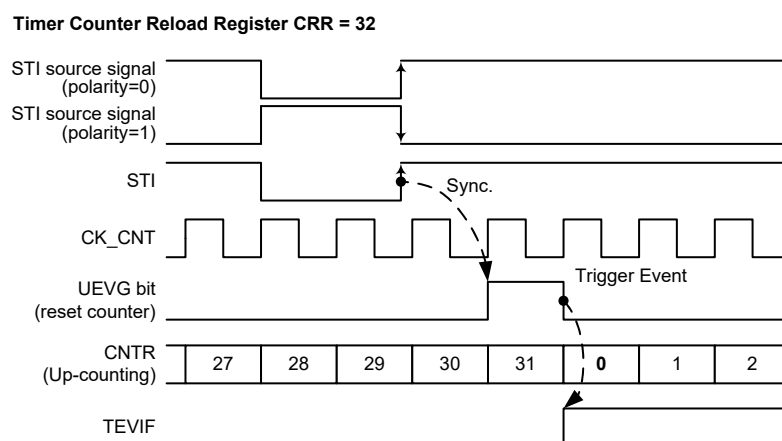 Timer Counter Reload Register CRR = 32
STI source signal
(polarity=0)
STI source signal
(polarity=1)
STI
Sync.
CK_CNT
Trigger Event
UEVG bit
(reset counter)
CNTR
(Up-counting)
27 28 29 30 31 0 1 2
TEVIF